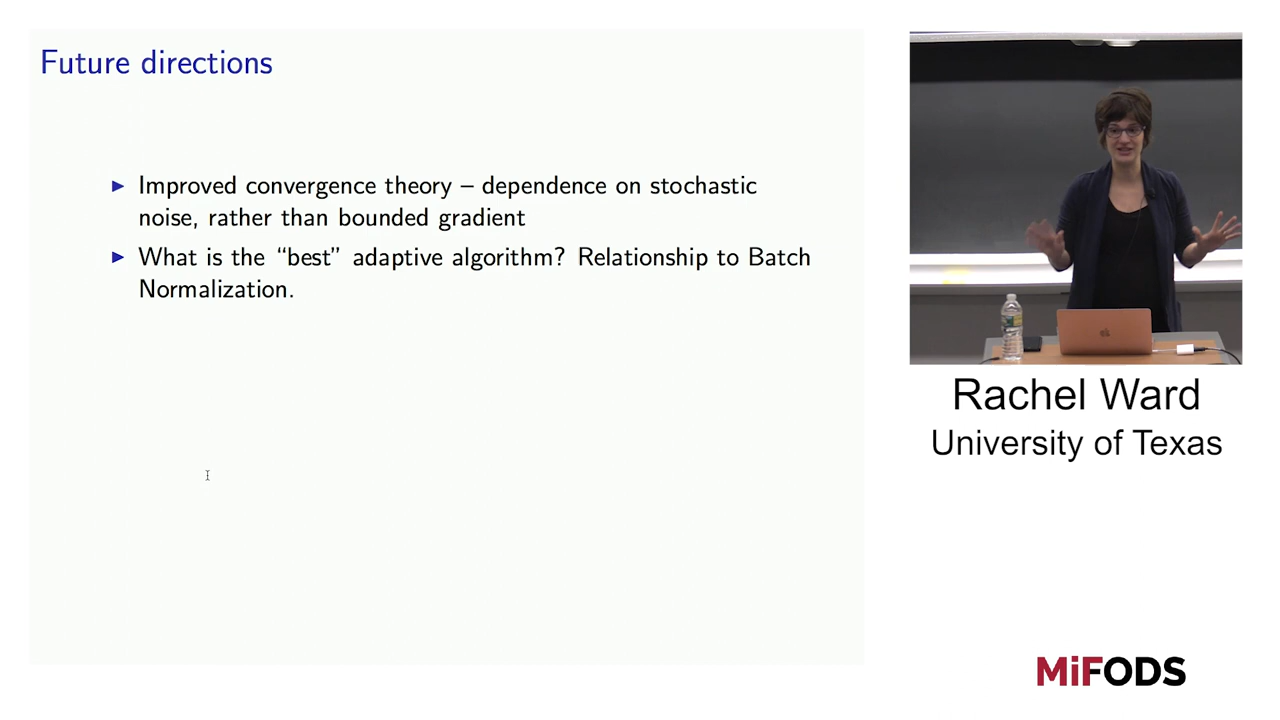 Future directions
Improved convergence theory – dependence on stochastic
noise, rather than bounded gradient
What is the “best” adaptive algorithm? Relationship to Batch
Normalization.
Rachel Ward
University of Texas
MiFODS